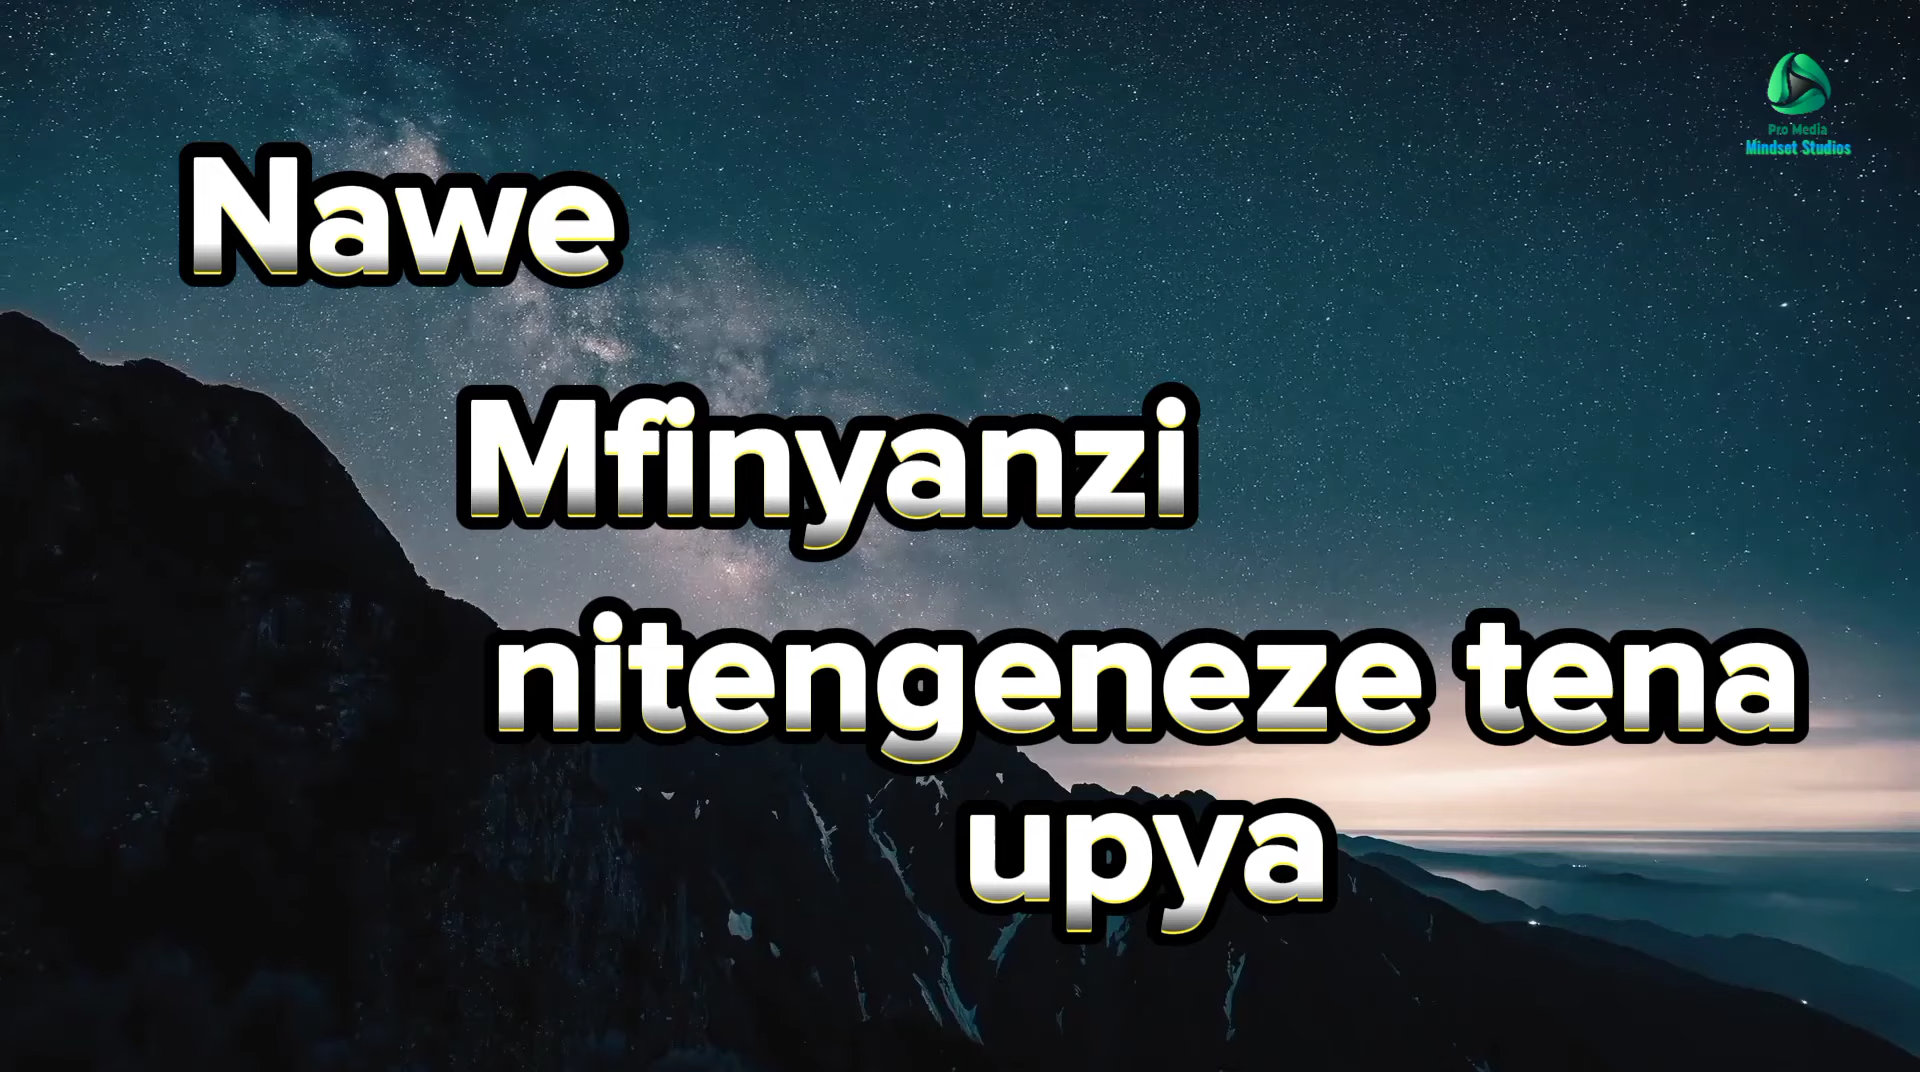 Pro Media
Mindset Studios
Nawe
Mfinyanzi
nitengeneze tena
upya